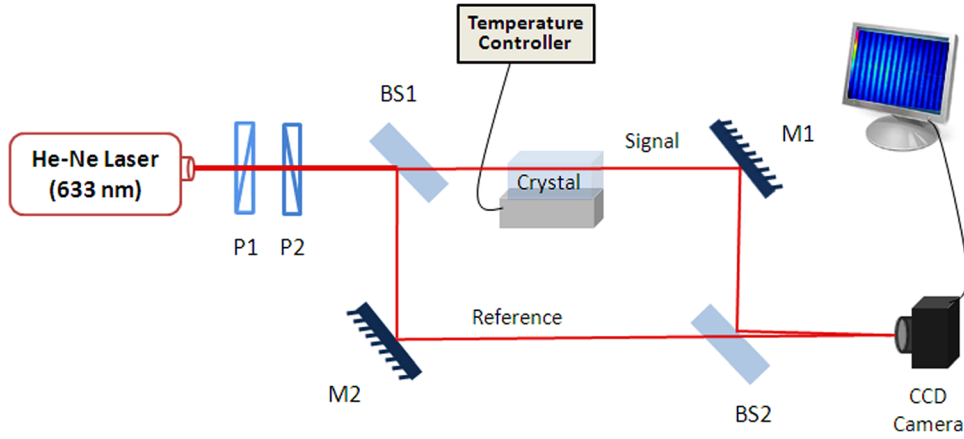 Temperature
Controller
BS1
Signal
M1
He-Ne Laser
(633 nm)
Crystal
P1
P2
Reference
M2
BS2
CCD
Camera